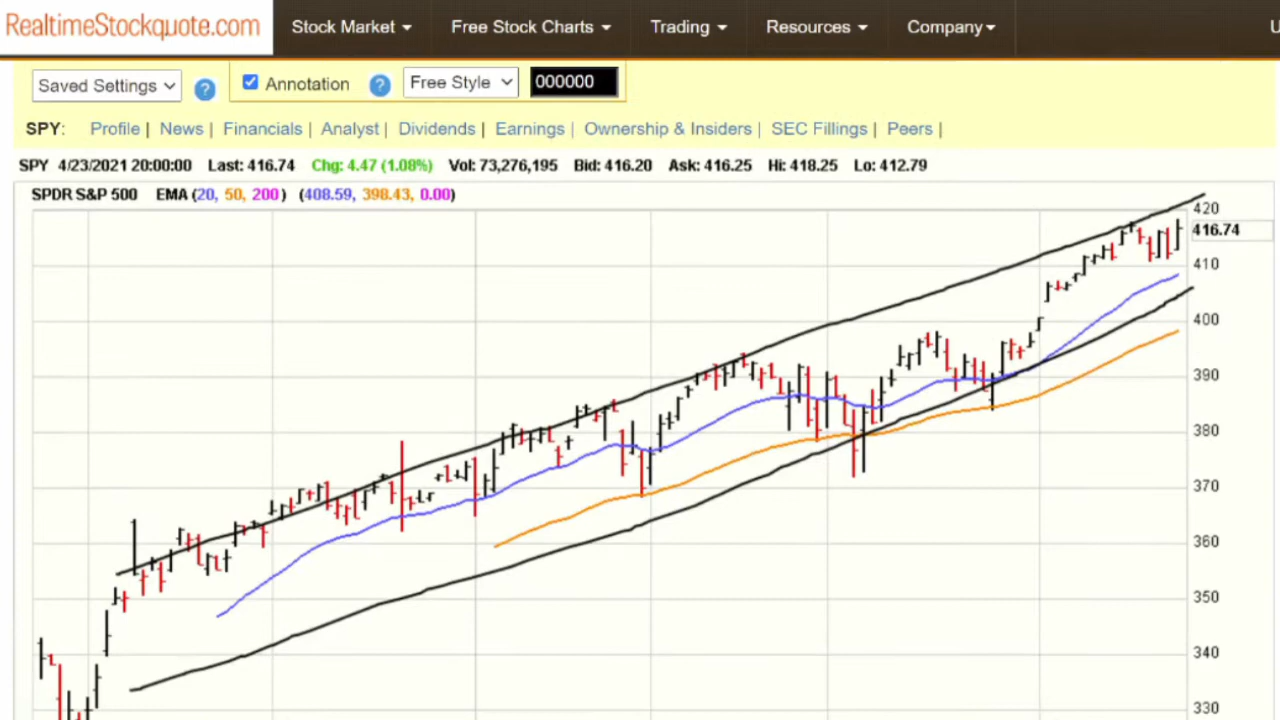 RealtimeStockquote.com Stock Market Free Stock Charts Trading Resources Company U
Saved Settings ? Annotation ? Free Style 000000
SPY: Profile | News | Financials | Analyst | Dividends | Earnings | Ownership & Insiders | SEC Fillings | Peers |
SPY 4/23/2021 20:00:00 Last: 416.74 Chg: 4.47 (1.08%) Vol: 73,276,195 Bid: 416.20 Ask: 416.25 Hi: 418.25 Lo: 412.79
SPDR S&P 500 EMA (20, 50, 200) (408.59, 398.43, 0.00)
420
416.74
410
400
390
380
370
360
350
340
330